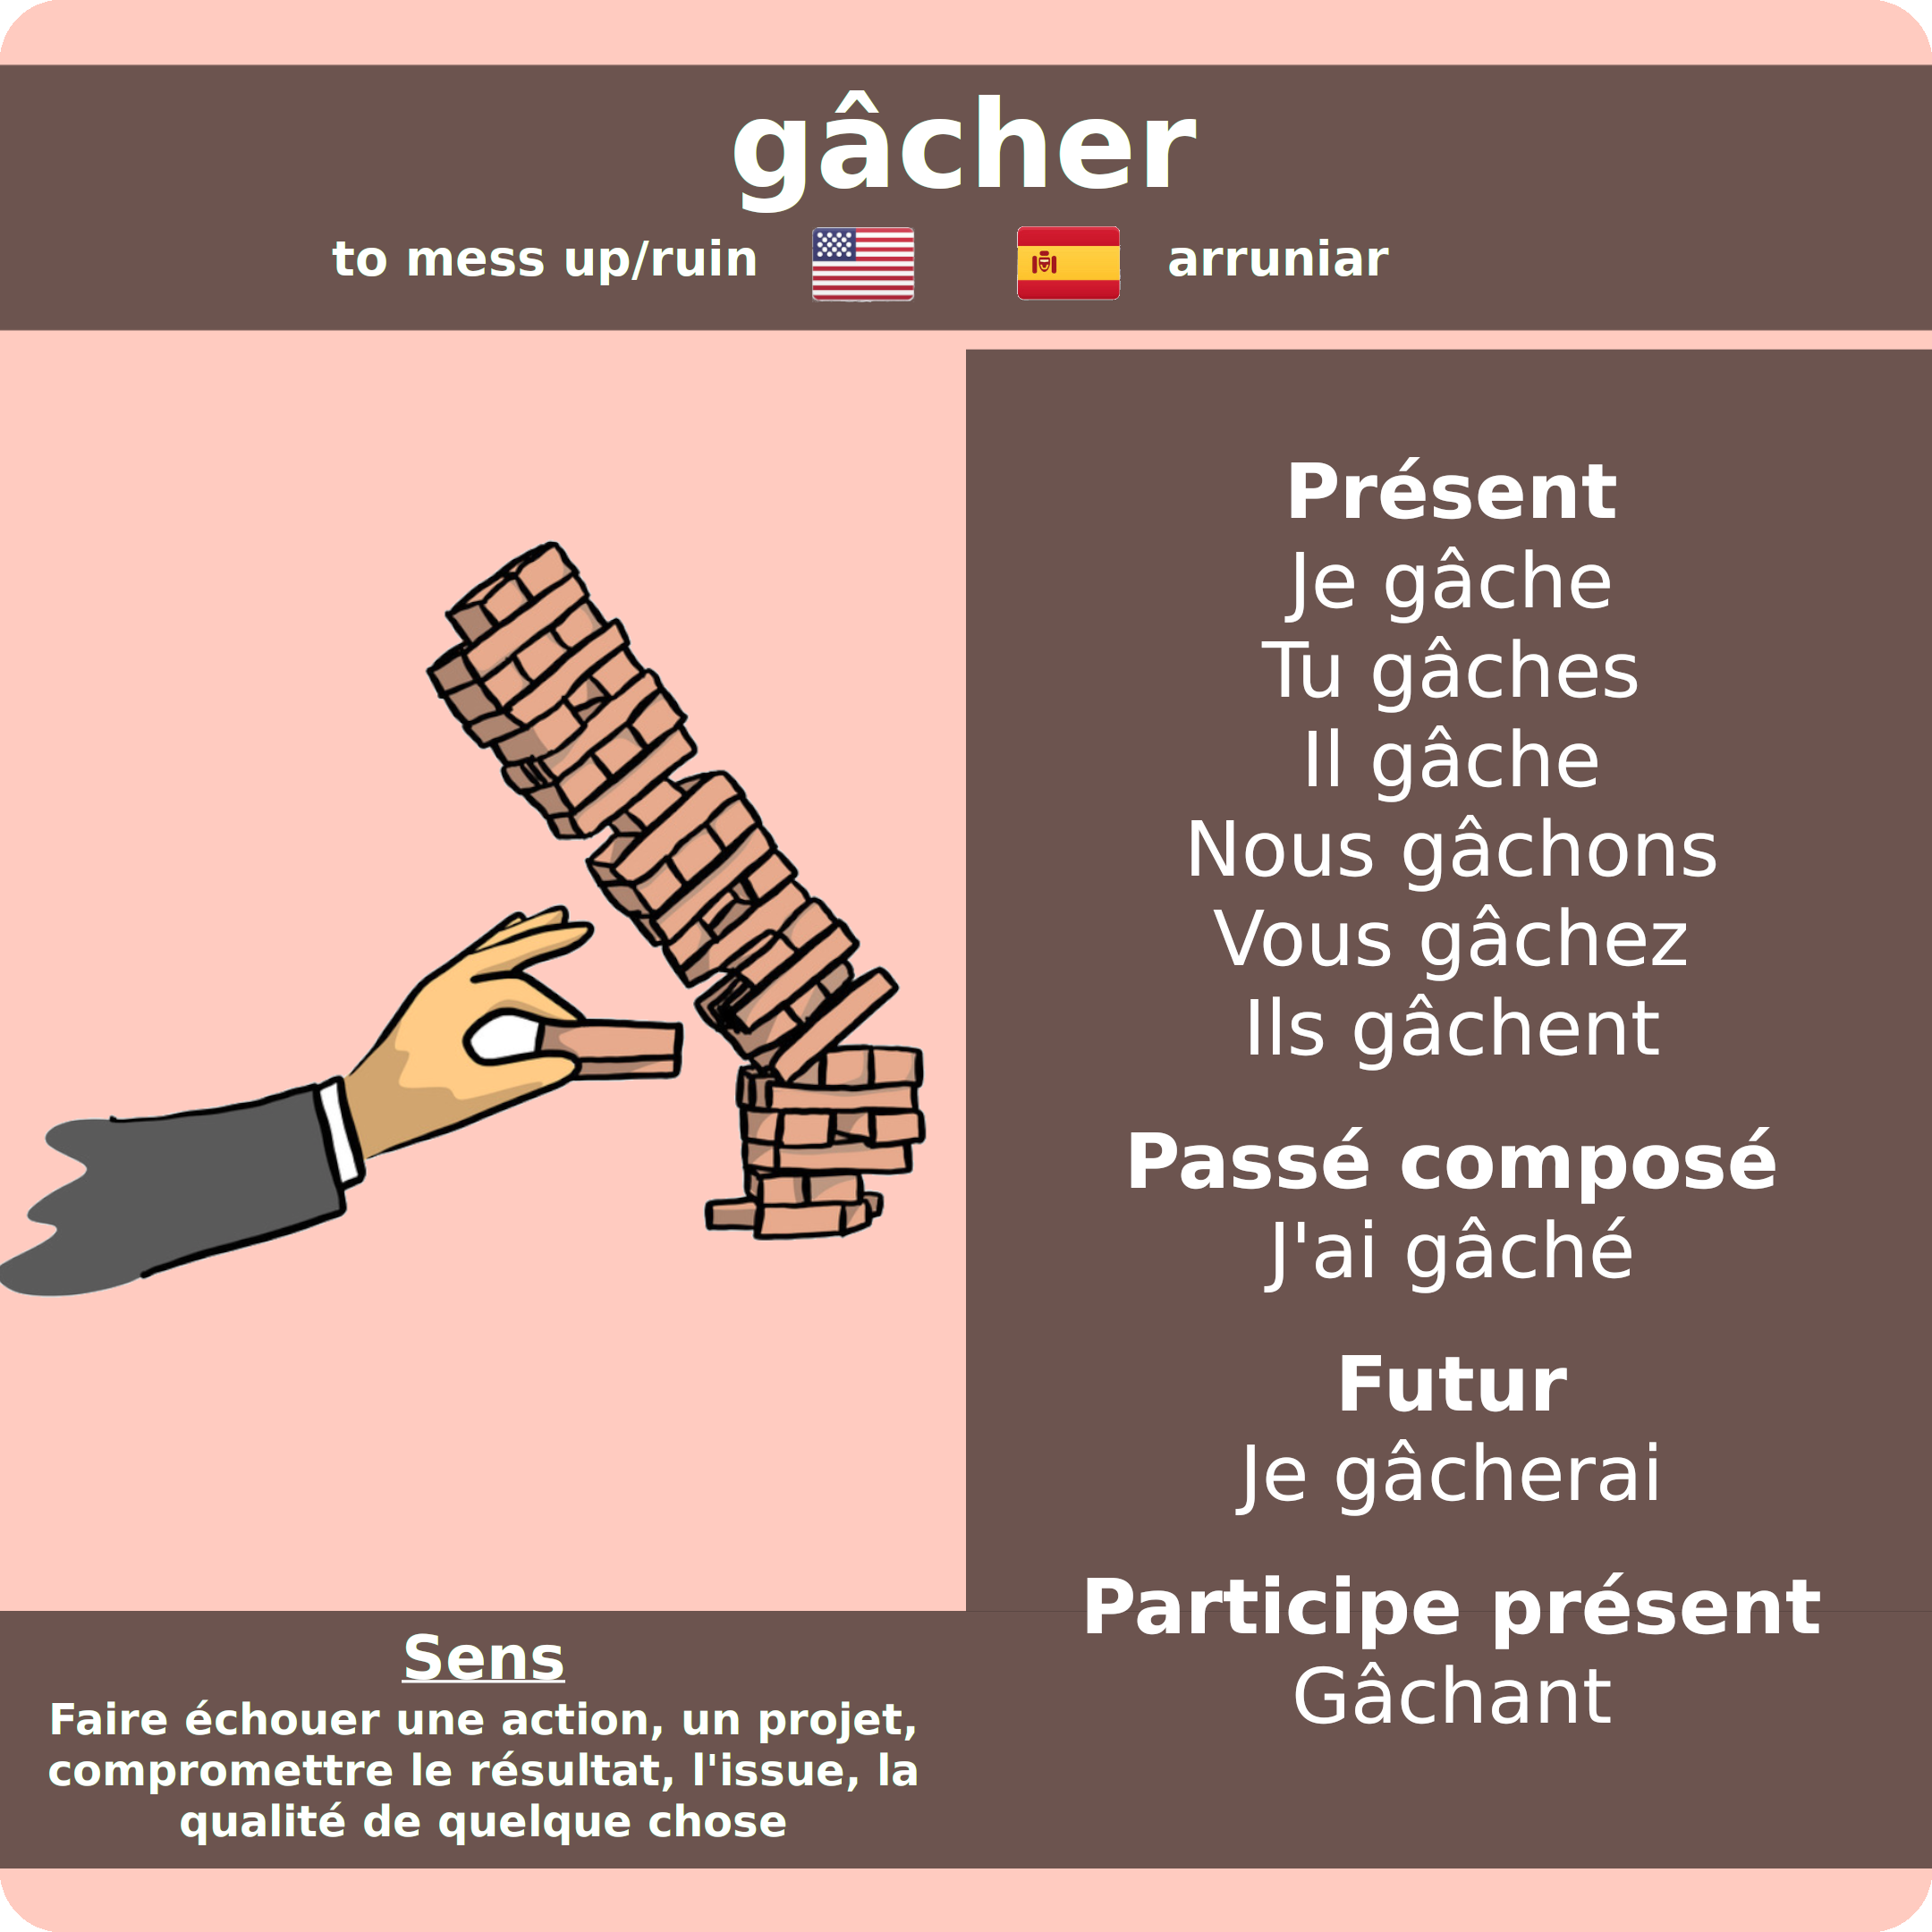 gâcher
to mess up/ruin
arruniar
Présent
Je gâche
Tu gâches
Il gâche
Nous gâchons
Vous gâchez
Ils gâchent
Passé composé
J'ai gâché
Futur
Je gâcherai
Participe présent
Gâchant
Sens
Faire échouer une action, un projet,
compromettre le résultat, l'issue, la
qualité de quelque chose